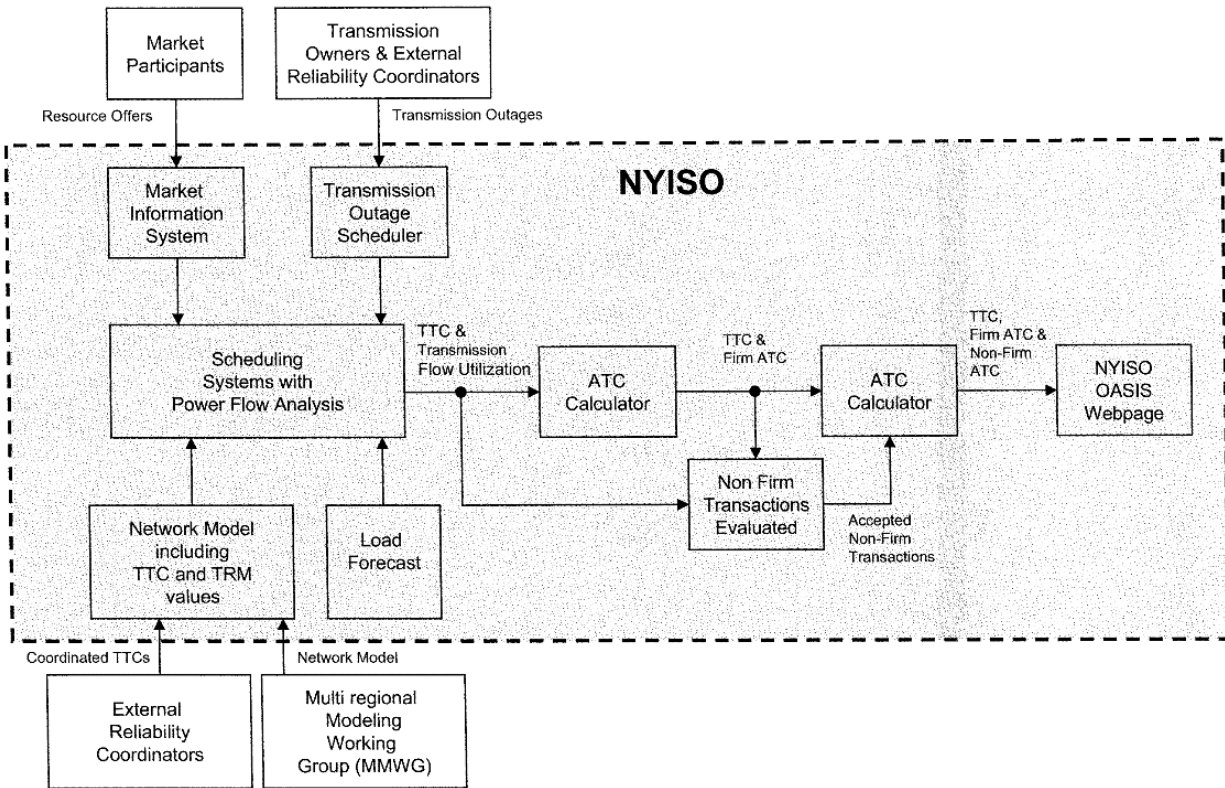 Market
Participants
Transmission
Owners & External
Reliability Coordinators
Resource Offers
Transmission Outages
NYISO
Market
Information
System
Transmission
Outage
Scheduler
Scheduling
Systems with
Power Flow Analysis
TTC &
Transmission
Flow Utilization
ATC
Calculator
TTC &
Firm ATC
ATC
Calculator
TTC,
Firm ATC &
Non-Firm
ATC
NYISO
OASIS
Webpage
Network Model
including
TTC and TRM
values
Load
Forecast
Non Firm
Transactions
Evaluated
Accepted
Non-Firm
Transactions
Coordinated TTCs
Network Model
External
Reliability
Coordinators
Multi regional
Modeling
Working
Group (MMWG)